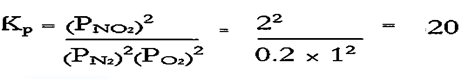 Kₚ = (P_NO₂)² / (P_N₂)²(P_O₂)² = 2² / 0.2 × 1² = 20